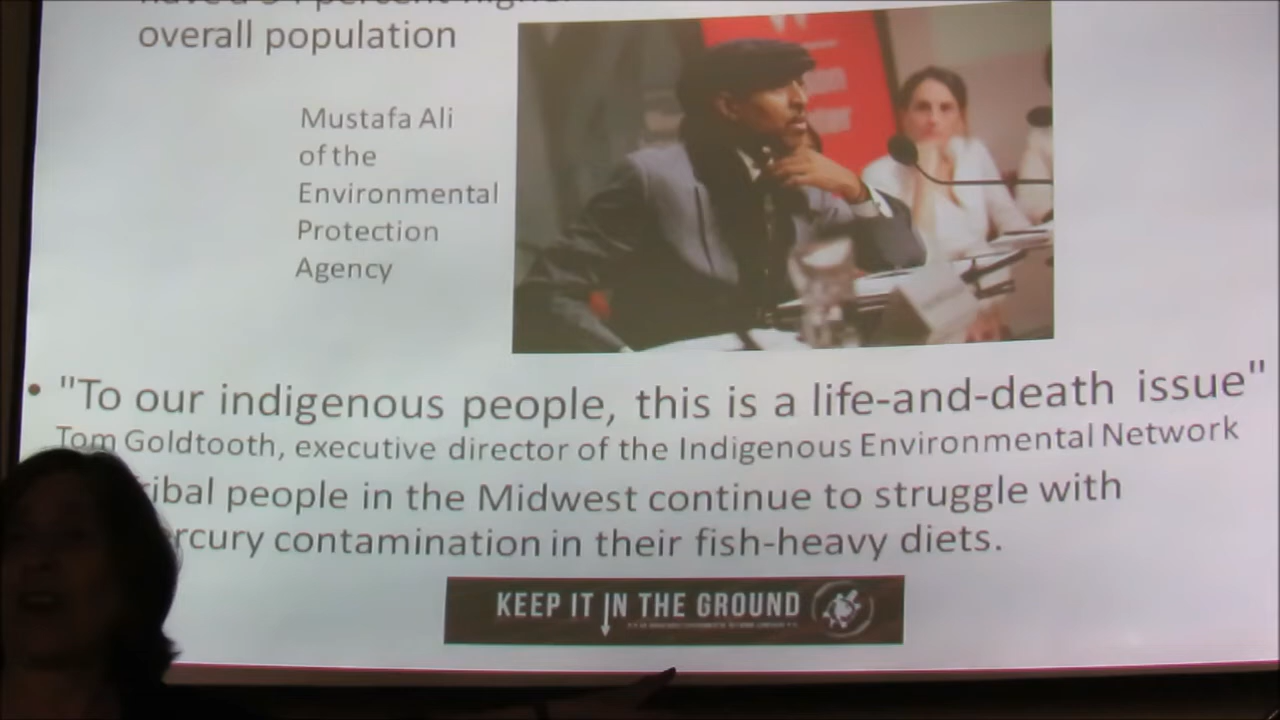 overall population
Mustafa Ali
of the
Environmental
Protection
Agency
• "To our indigenous people, this is a life-and-death issue"
Tom Goldtooth, executive director of the Indigenous Environmental Network
people in the Midwest continue to struggle with
contamination in their fish-heavy diets.
KEEP IT IN THE GROUND